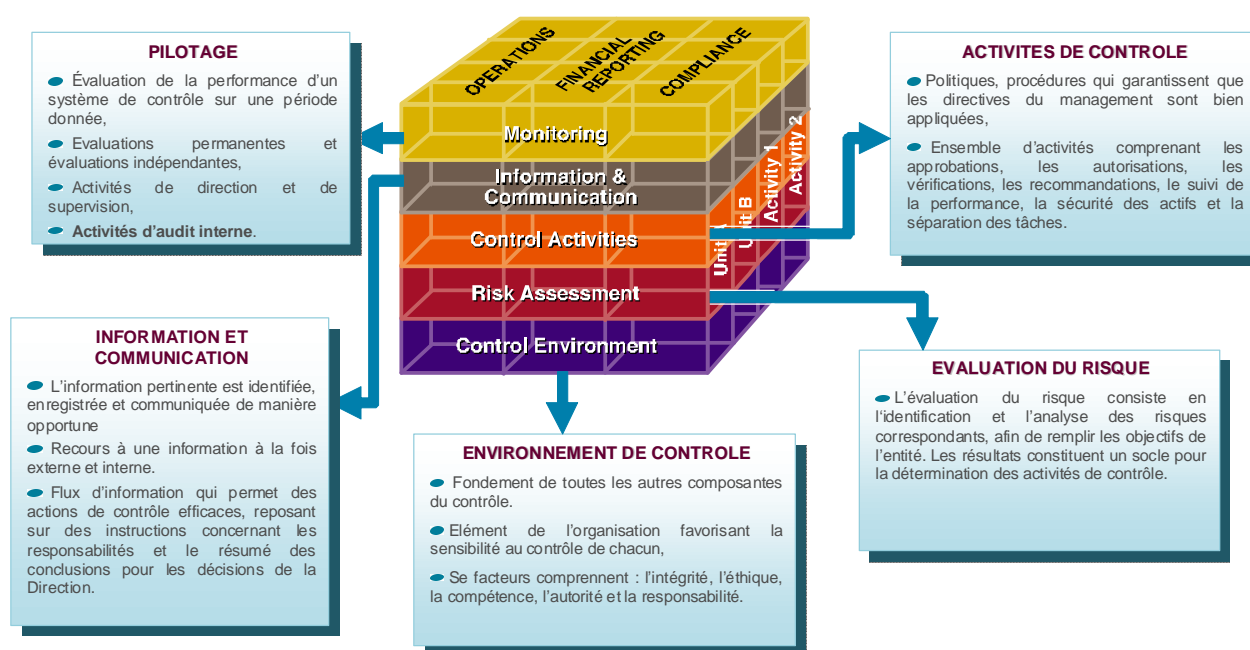 PILOTAGE
Évaluation de la performance d'un
système de contrôle sur une période
donnée,
Evaluations permanentes et
évaluations indépendantes,
Activités de direction et de
supervision,
Activités d'audit interne.
OPERATIONS
FINANCIAL
REPORTING
COMPLIANCE
Monitoring
Information &
Communication
Control Activities
Risk Assessment
Control Environment
Unit A
Unit B
Activity 1
Activity 2
ACTIVITES DE CONTROLE
Politiques, procédures qui garantissent que
les directives du management sont bien
appliquées,
Ensemble d'activités comprenant les
approbations, les autorisations, les
vérifications, les recommandations, le suivi de
la performance, la sécurité des actifs et la
séparation des tâches.
INFORMATION ET
COMMUNICATION
L'information pertinente est identifiée,
enregistrée et communiquée de manière
opportune
Recours à une information à la fois
externe et interne.
Flux d'information qui permet des
actions de contrôle efficaces, reposant
sur des instructions concernant les
responsabilités et le résumé des
conclusions pour les décisions de la
Direction.
ENVIRONNEMENT DE CONTROLE
Fondement de toutes les autres composantes
du contrôle.
Elément de l'organisation favorisant la
sensibilité au contrôle de chacun,
Se facteurs comprennent : l'intégrité, l'éthique,
la compétence, l'autorité et la responsabilité.
EVALUATION DU RISQUE
L'évaluation du risque consiste en
l'identification et l'analyse des risques
correspondants, afin de remplir les objectifs de
l'entité. Les résultats constituent un socle pour
la détermination des activités de contrôle.